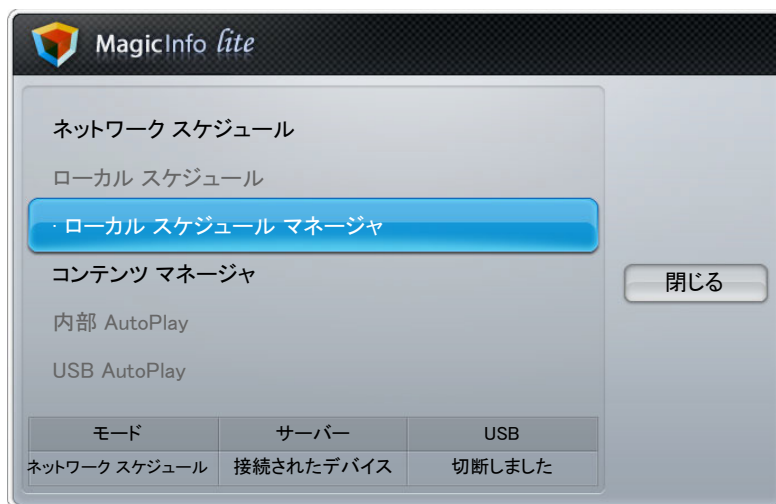 MagicInfo lite
ネットワーク スケジュール
ローカル スケジュール
· ローカル スケジュール マネージャ
コンテンツ マネージャ
内部 AutoPlay
USB AutoPlay
閉じる
モード サーバー USB
ネットワーク スケジュール 接続されたデバイス 切断しました